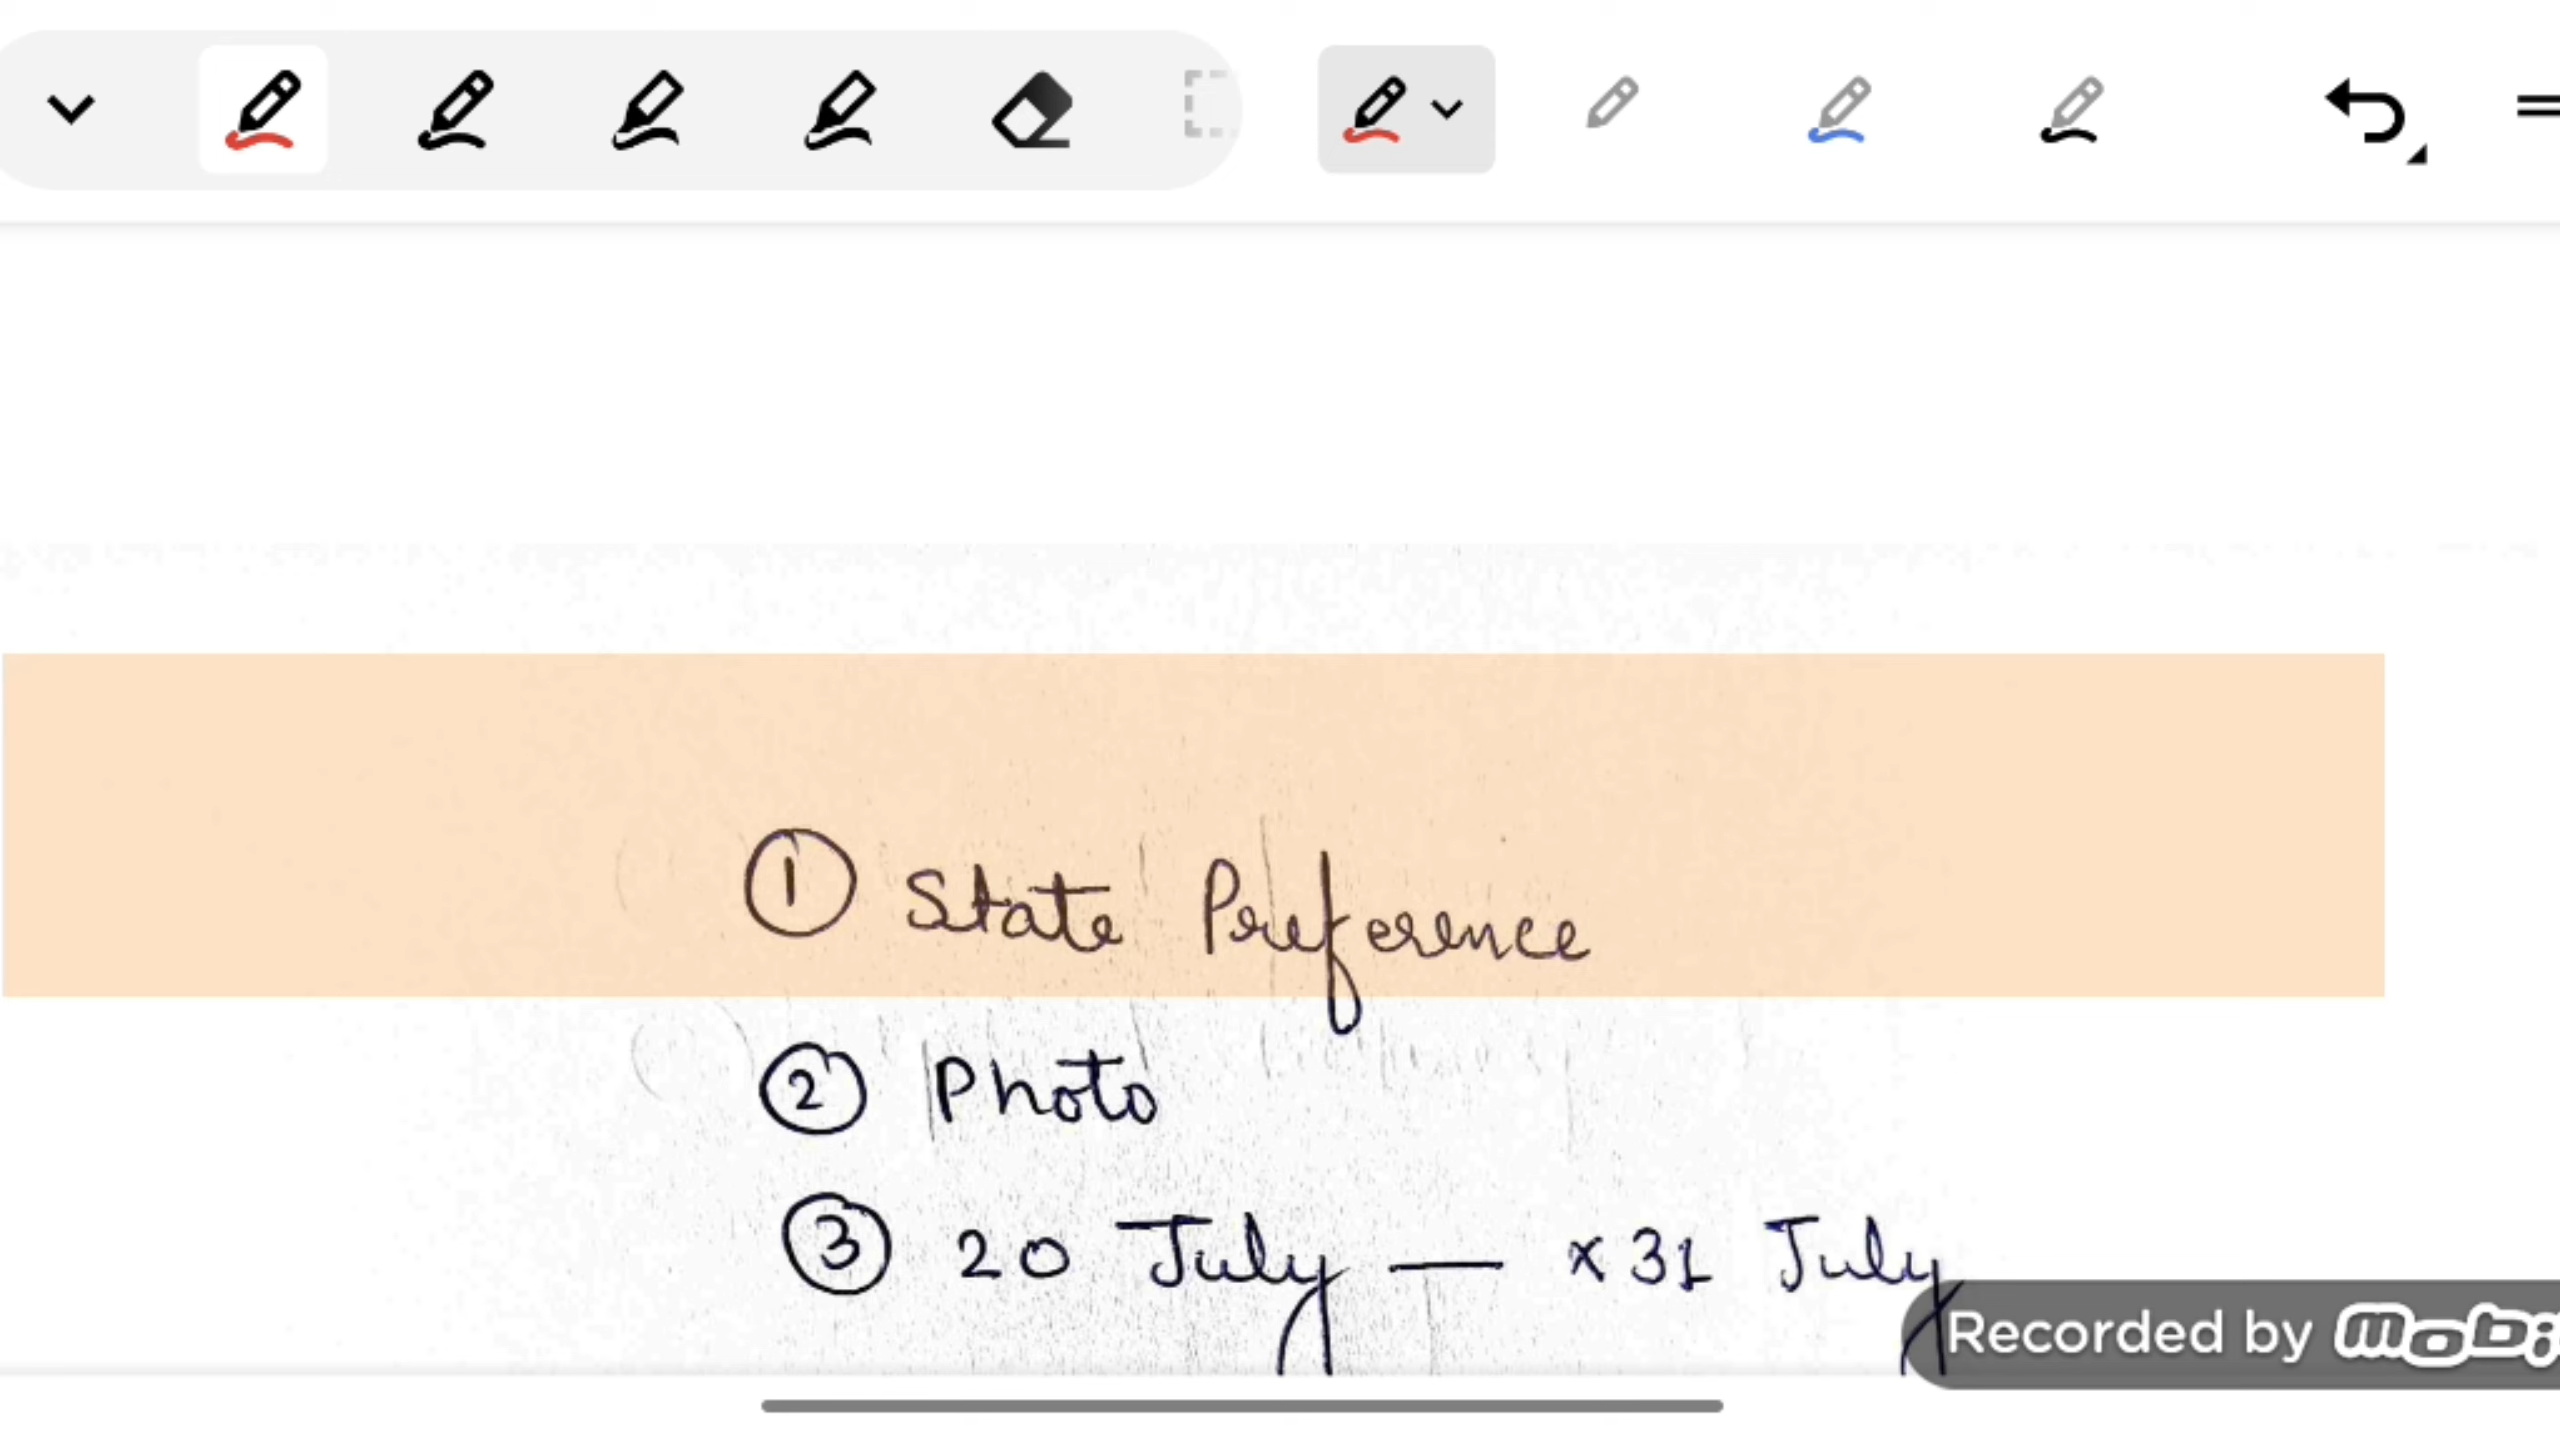 ① State Preference
② Photo
③ 20 July — x 31 July
Recorded by